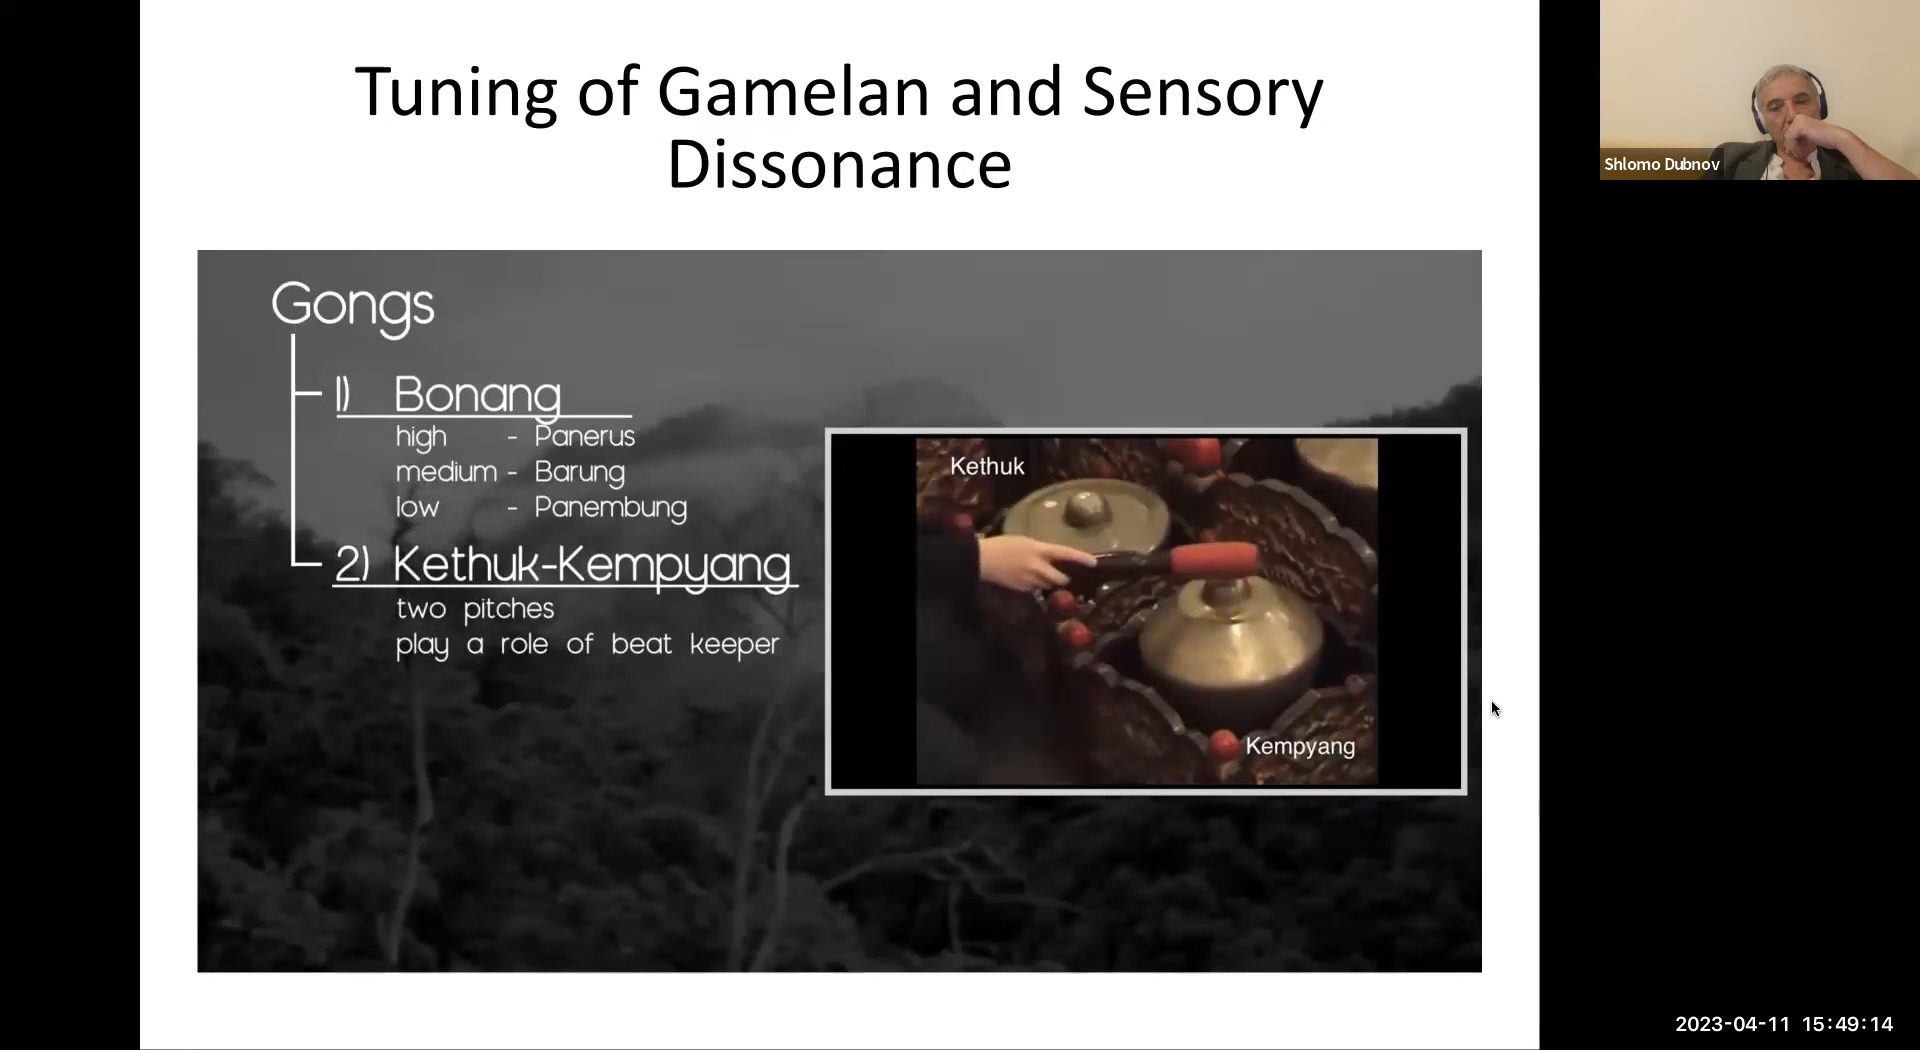 Tuning of Gamelan and Sensory
Dissonance
Gongs
1) Bonang
high - Panerus
medium - Barung
low - Panembung
2) Kethuk-Kempyang
two pitches
play a role of beat keeper
Kethuk
Kempyang
Shlomo Dubnov
2023-04-11 15:49:14